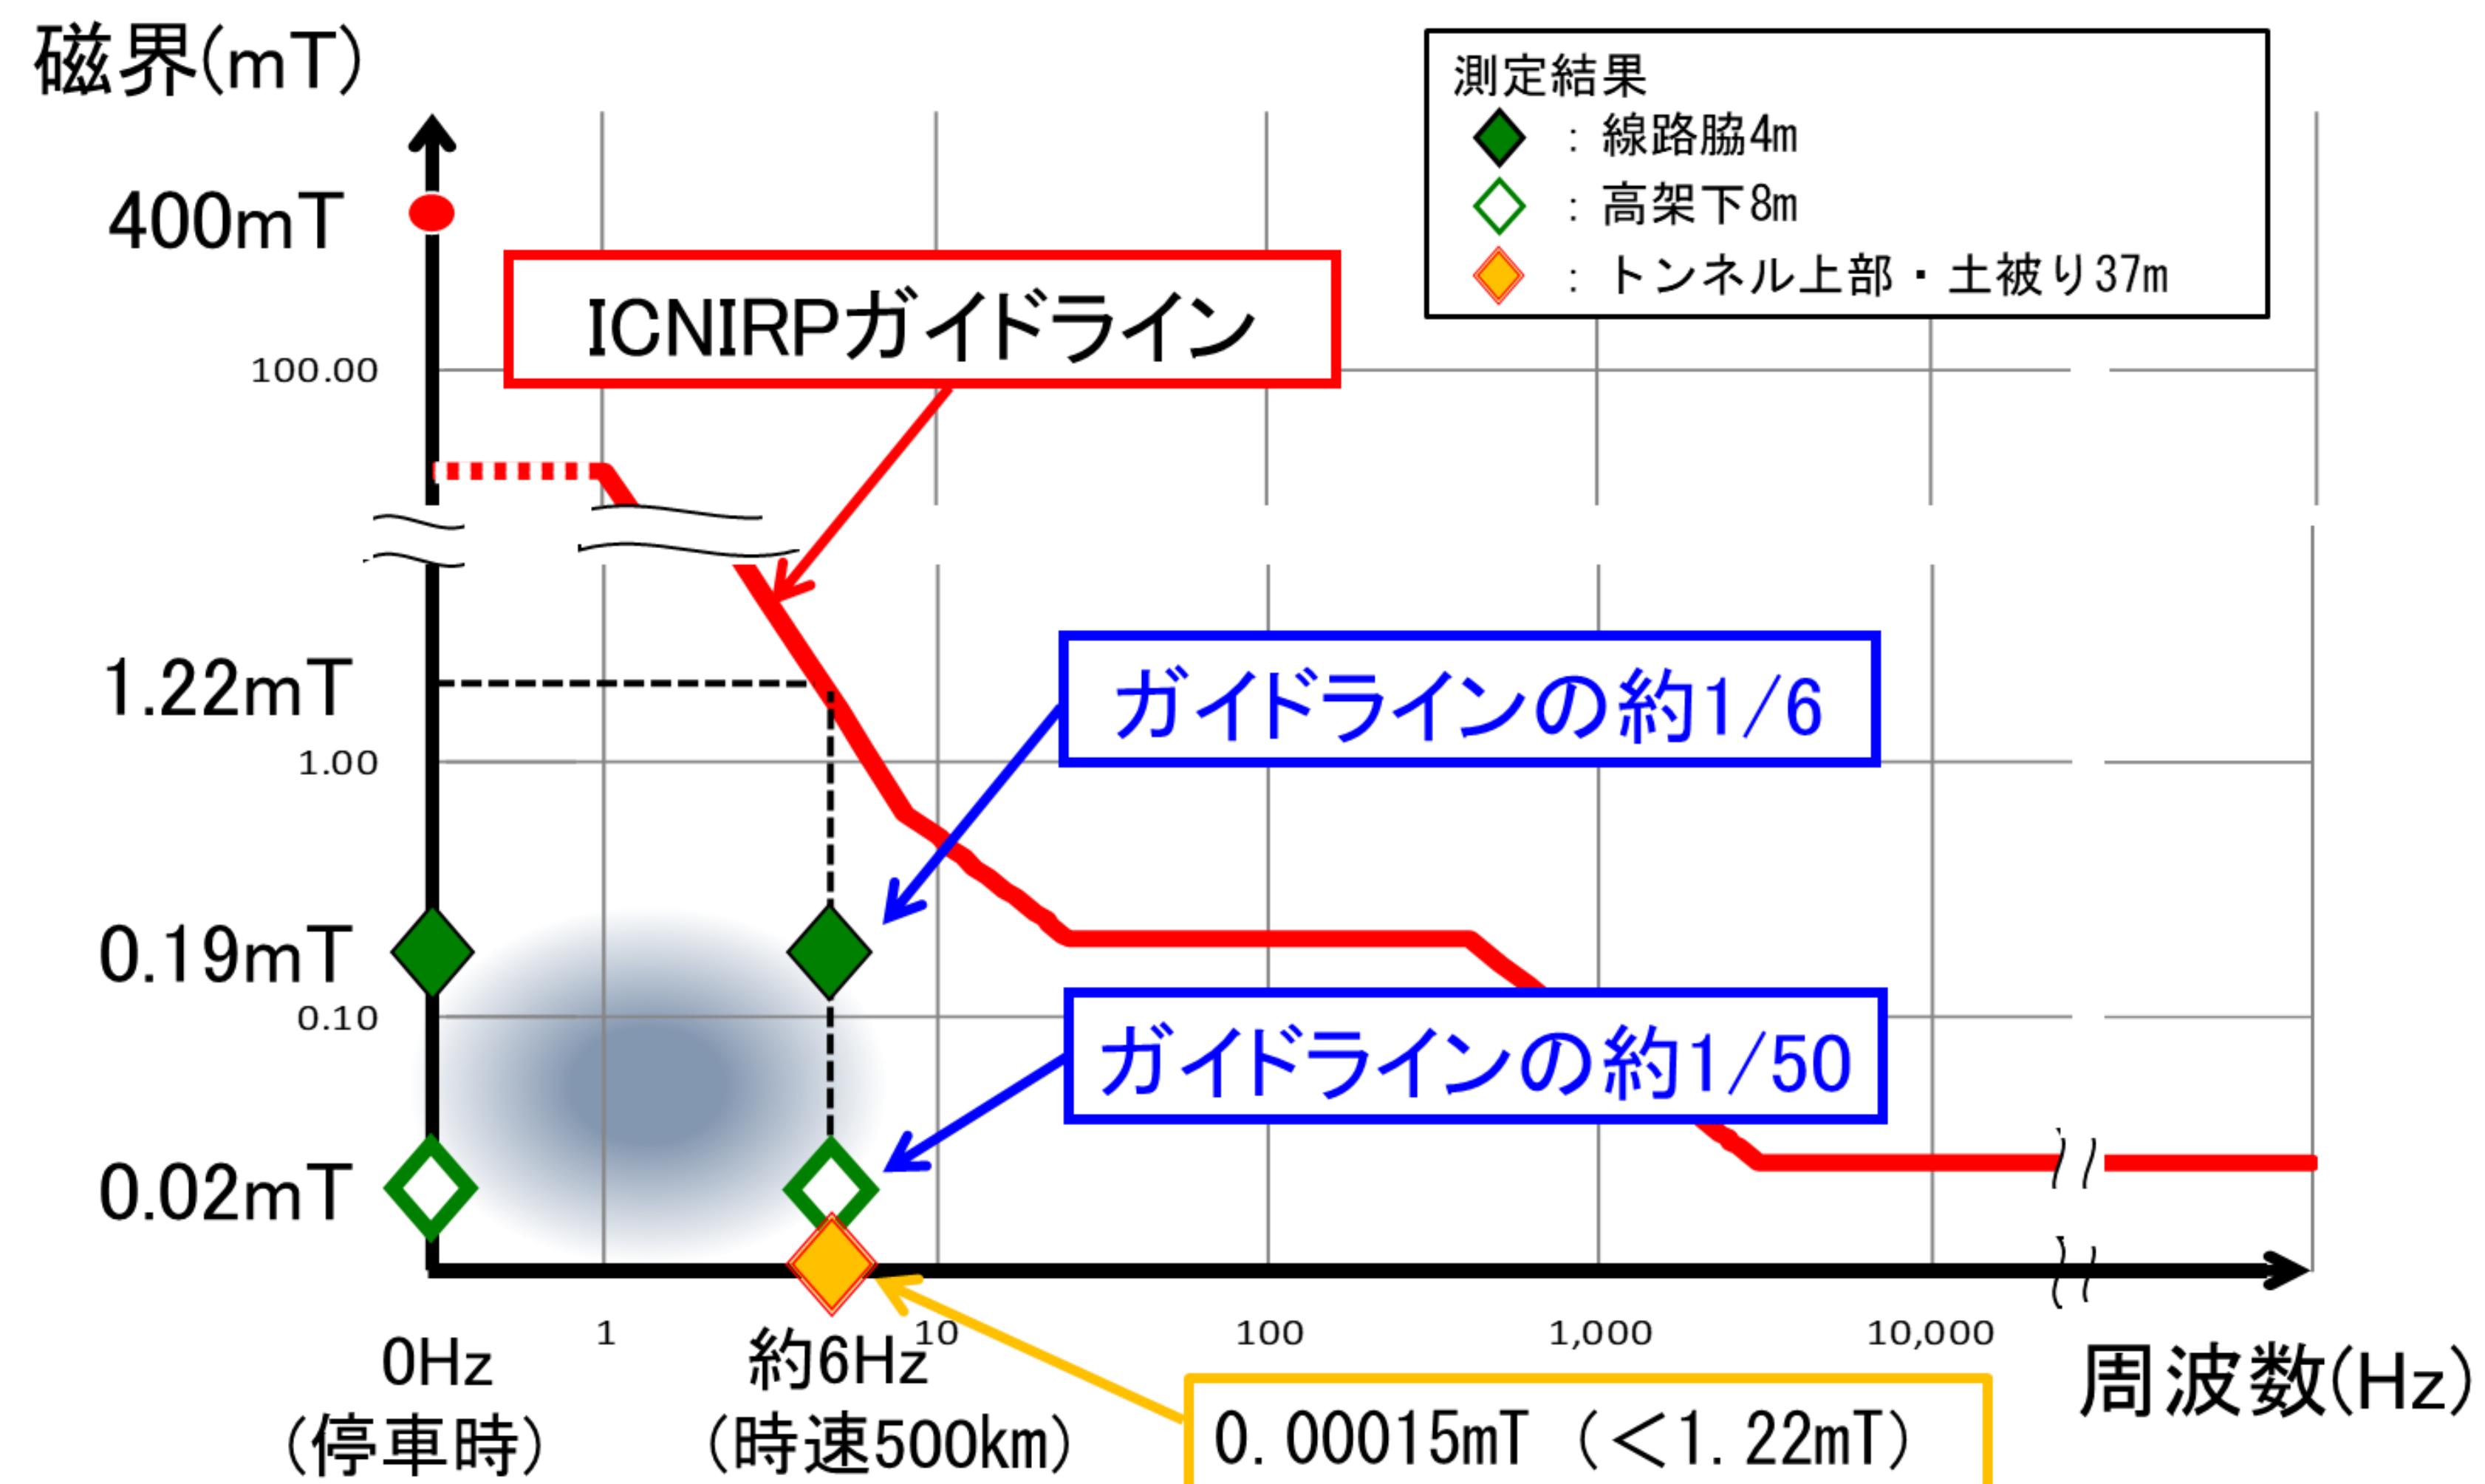 磁界(mT)
測定結果
：線路脇4m
：高架下8m
：トンネル上部・土被り37m
400mT
ICNIRPガイドライン
100.00
1.22mT
ガイドラインの約1/6
1.00
0.19mT
0.10
ガイドラインの約1/50
0.02mT
1
10
100
1,000
10,000
0Hz
(停車時)
約6Hz
(時速500km)
周波数(Hz)
0.00015mT (＜1.22mT)